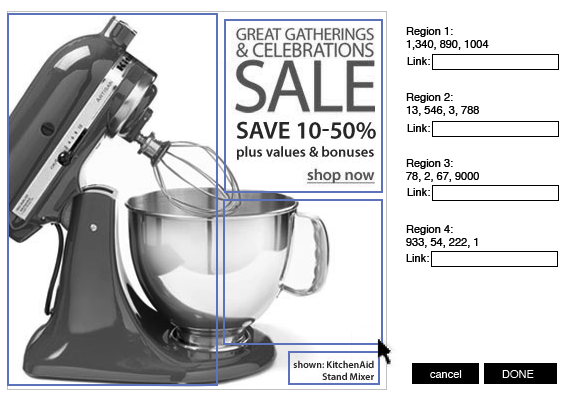 GREAT GATHERINGS
& CELEBRATIONS
SALE
SAVE 10-50%
plus values & bonuses
shop now
ARTISAN
shown: KitchenAid
Stand Mixer
Region 1:
1,340, 890, 1004
Link:
Region 2:
13, 546, 3, 788
Link:
Region 3:
78, 2, 67, 9000
Link:
Region 4:
933, 54, 222, 1
Link:
cancel
DONE